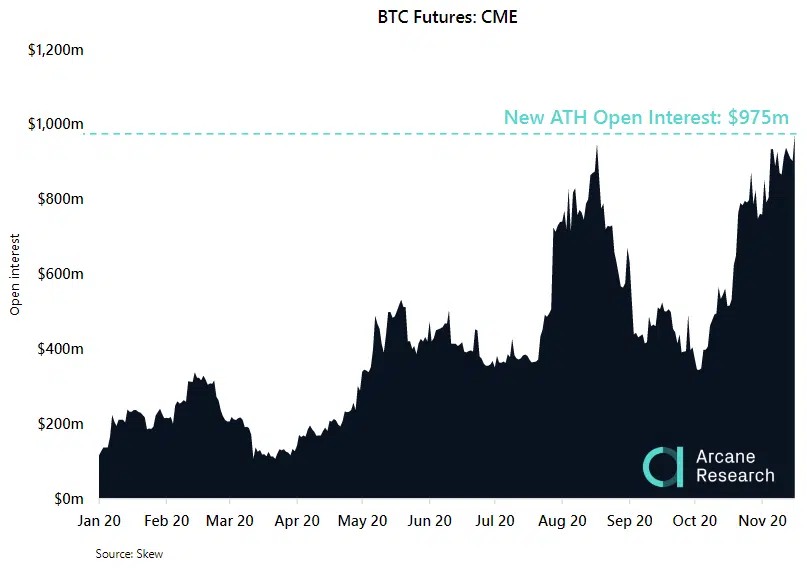 BTC Futures: CME
$1,200m
New ATH Open Interest: $975m
$1,000m
$800m
$600m
Open interest
$400m
$200m
Arcane
Research
$0m
Jan 20 Feb 20 Mar 20 Apr 20 May 20 Jun 20 Jul 20 Aug 20 Sep 20 Oct 20 Nov 20
Source: Skew